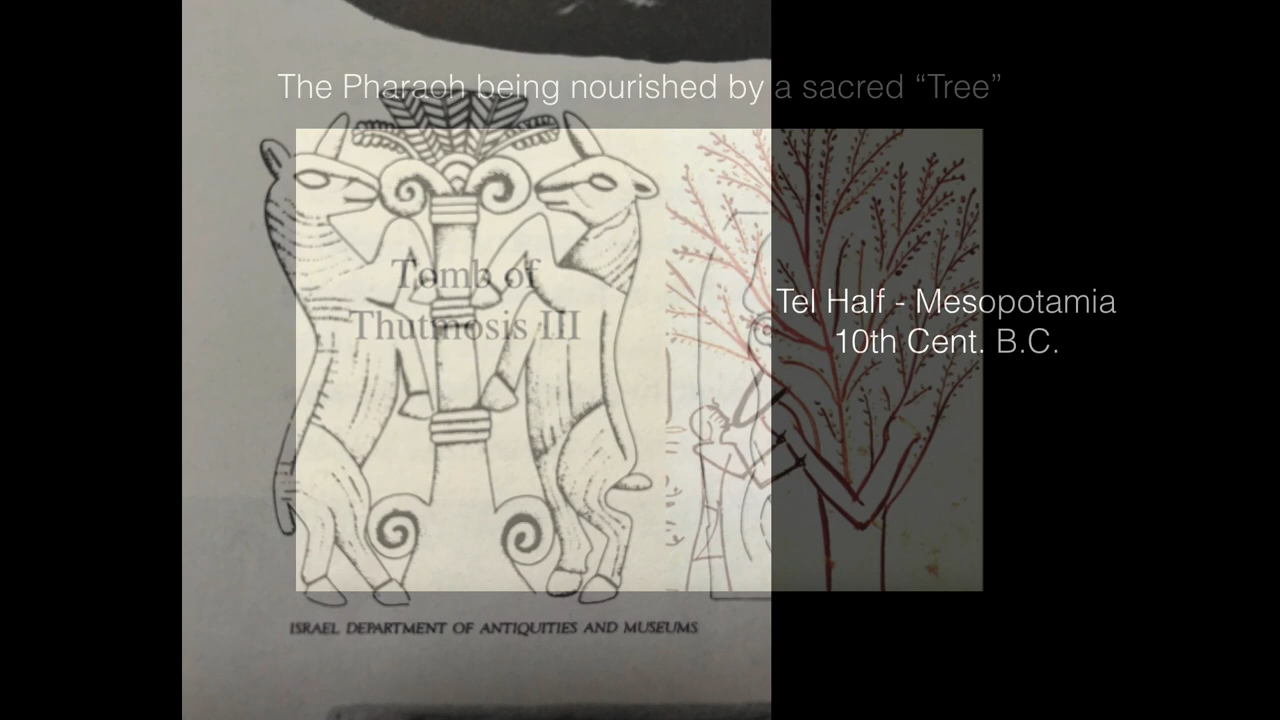 The Pharaoh being nourished by a sacred “Tree”
Tomb of
Thutmosis III
Tel Half - Mesopotamia
10th Cent. B.C.
ISRAEL DEPARTMENT OF ANTIQUITIES AND MUSEUMS